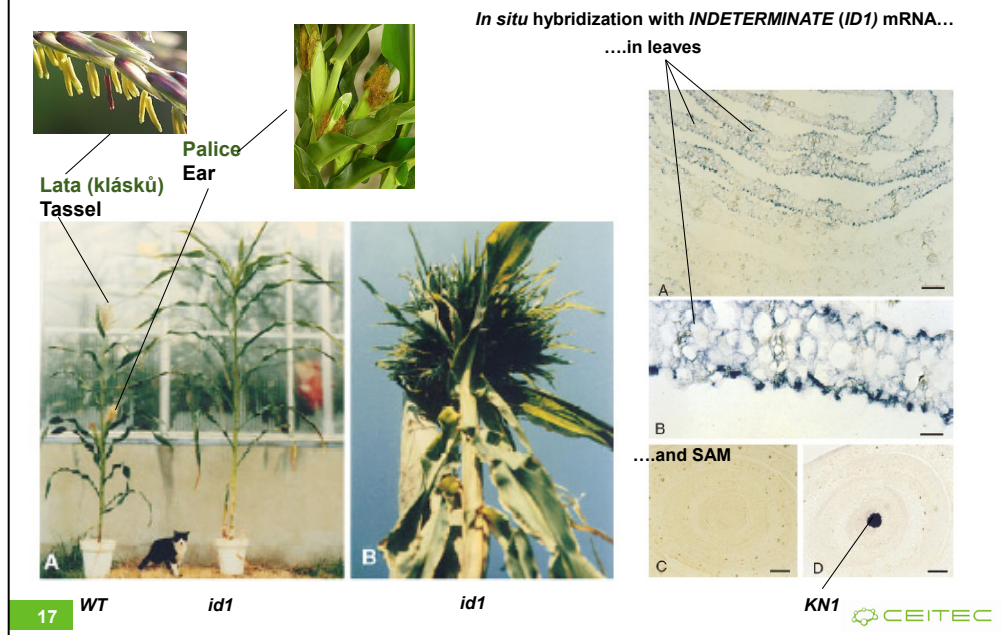 In situ hybridization with INDETERMINATE (ID1) mRNA…
….in leaves
Palice
Ear
Lata (klásků)
Tassel
A
B
A
B
….and SAM
C
D
WT
id1
id1
KN1
17
CEITEC